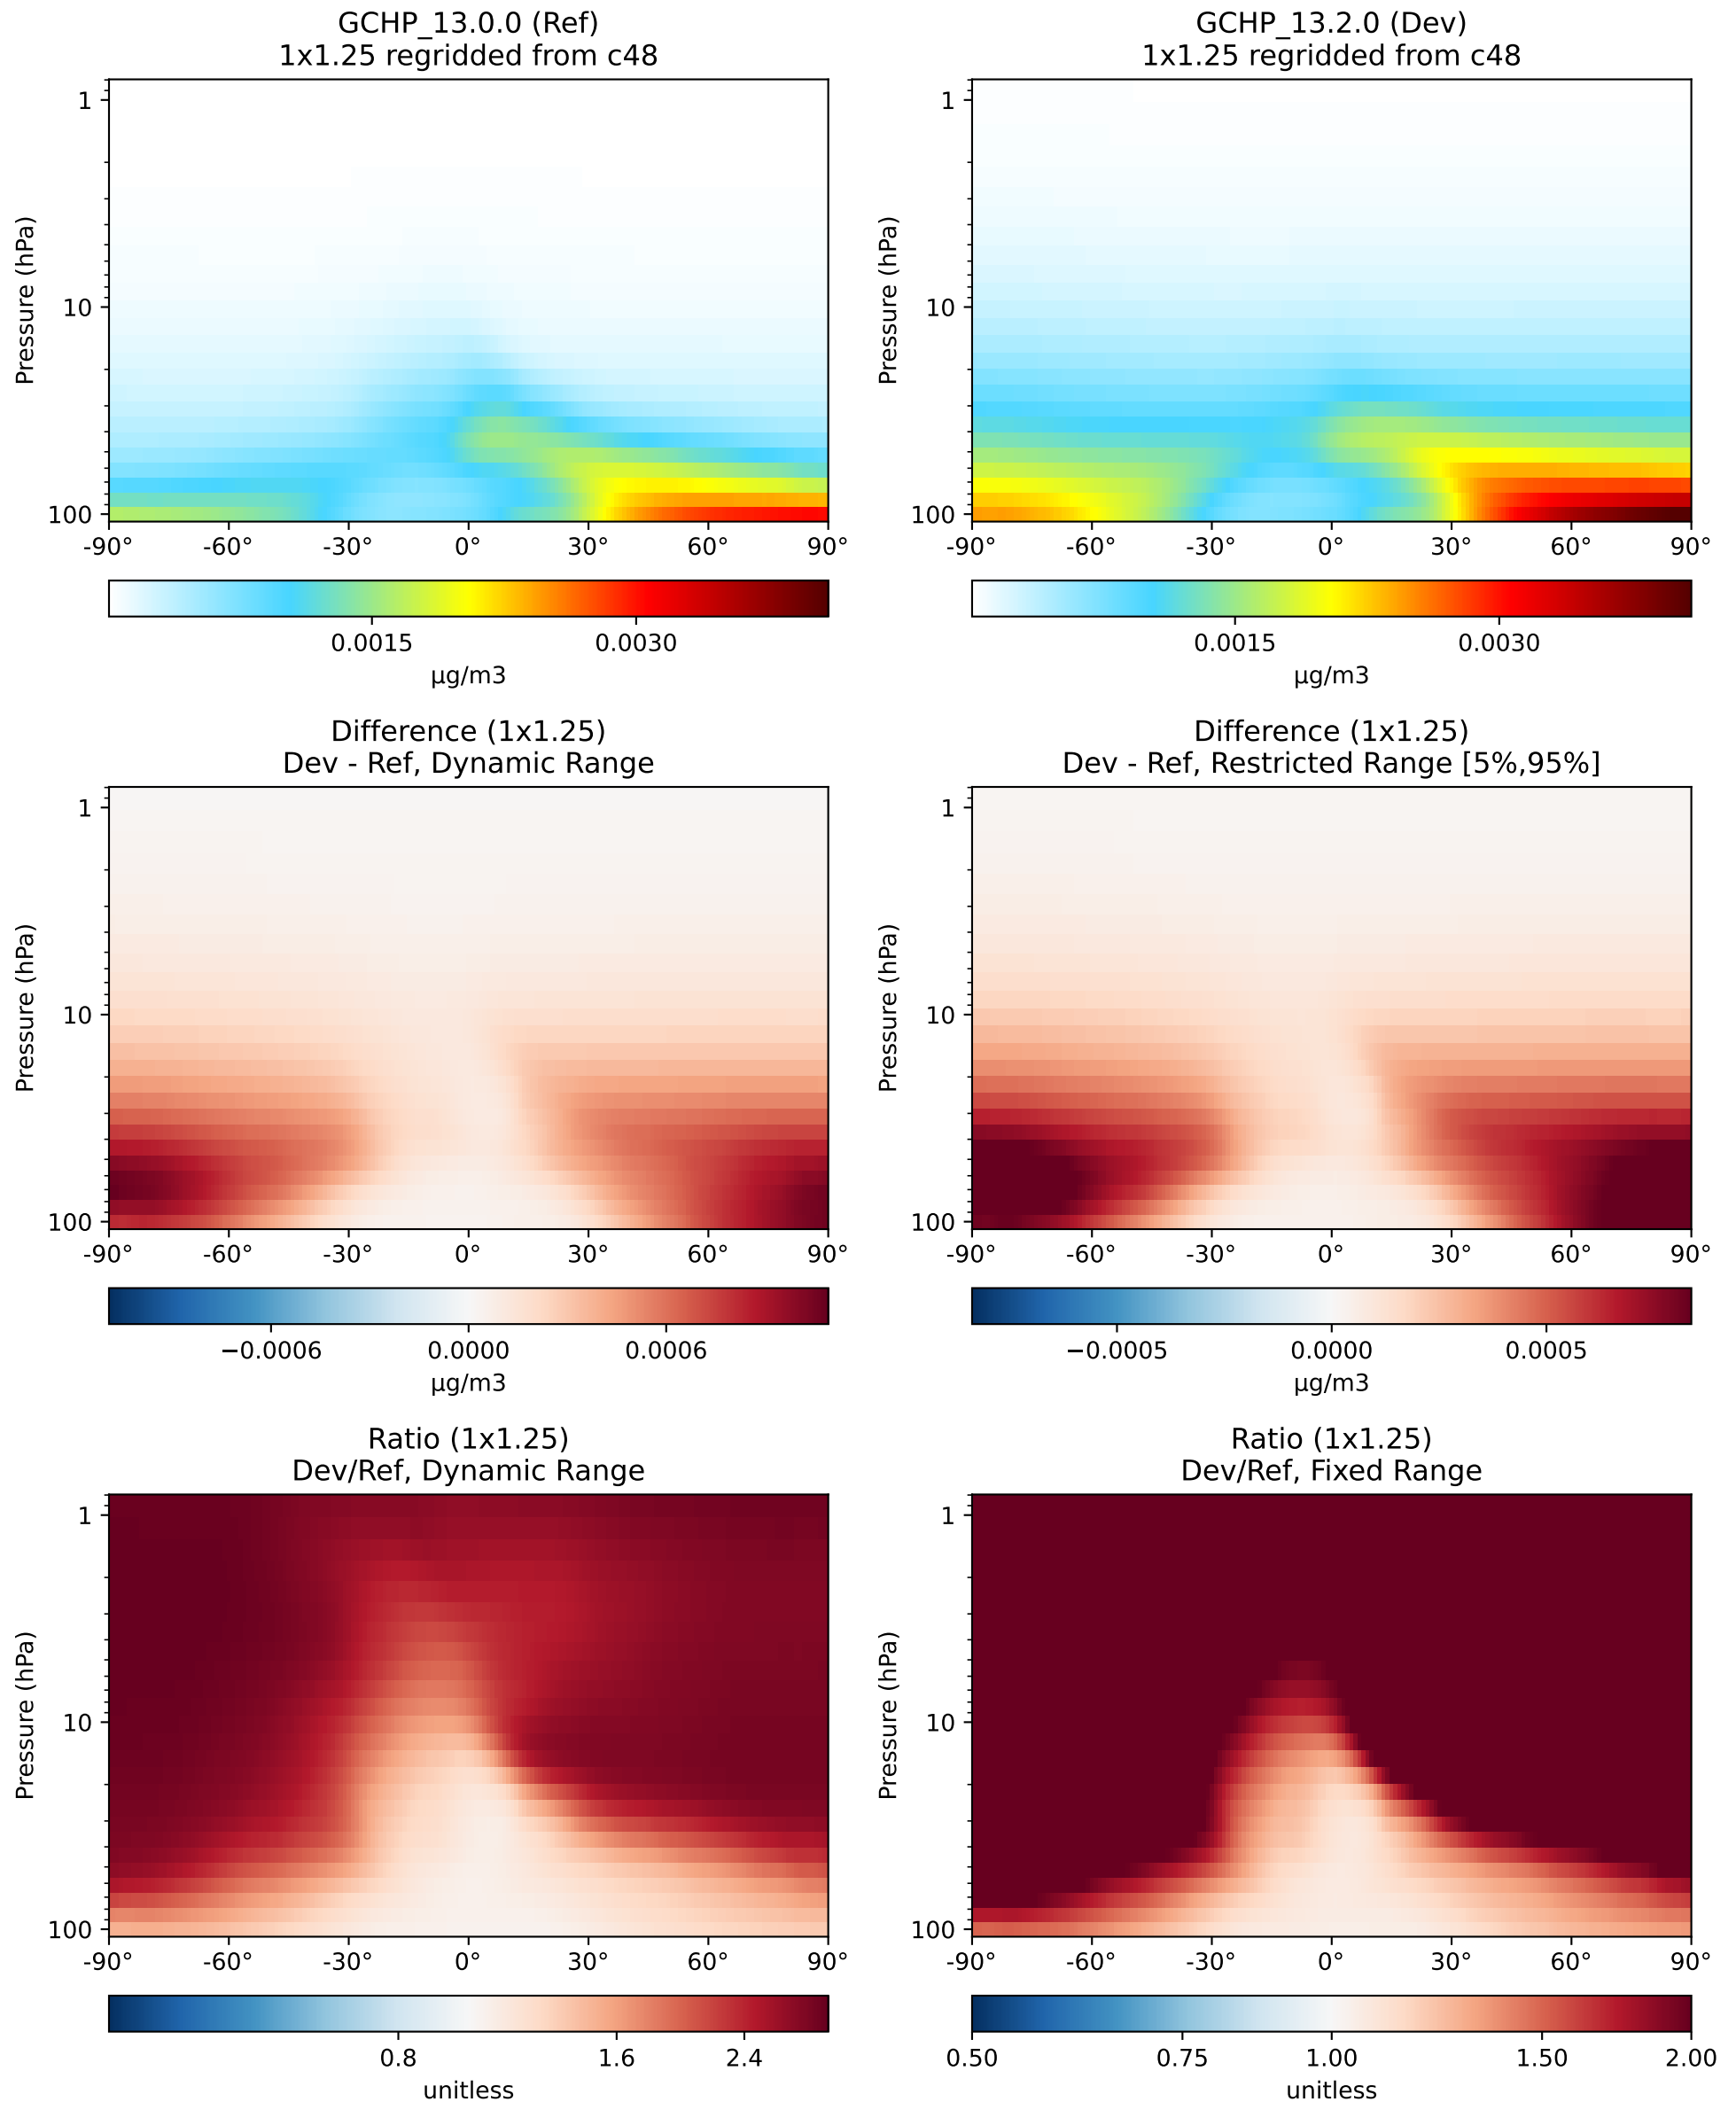 GCHP_13.0.0 (Ref)
1x1.25 regridded from c48
Pressure (hPa)
1
10
100
-90° -60° -30° 0° 30° 60° 90°
0.0015 0.0030
µg/m3
GCHP_13.2.0 (Dev)
1x1.25 regridded from c48
Pressure (hPa)
1
10
100
-90° -60° -30° 0° 30° 60° 90°
0.0015 0.0030
µg/m3
Difference (1x1.25)
Dev - Ref, Dynamic Range
Pressure (hPa)
1
10
100
-90° -60° -30° 0° 30° 60° 90°
−0.0006 0.0000 0.0006
µg/m3
Difference (1x1.25)
Dev - Ref, Restricted Range [5%,95%]
Pressure (hPa)
1
10
100
-90° -60° -30° 0° 30° 60° 90°
−0.0005 0.0000 0.0005
µg/m3
Ratio (1x1.25)
Dev/Ref, Dynamic Range
Pressure (hPa)
1
10
100
-90° -60° -30° 0° 30° 60° 90°
0.8 1.6 2.4
unitless
Ratio (1x1.25)
Dev/Ref, Fixed Range
Pressure (hPa)
1
10
100
-90° -60° -30° 0° 30° 60° 90°
0.50 0.75 1.00 1.50 2.00
unitless